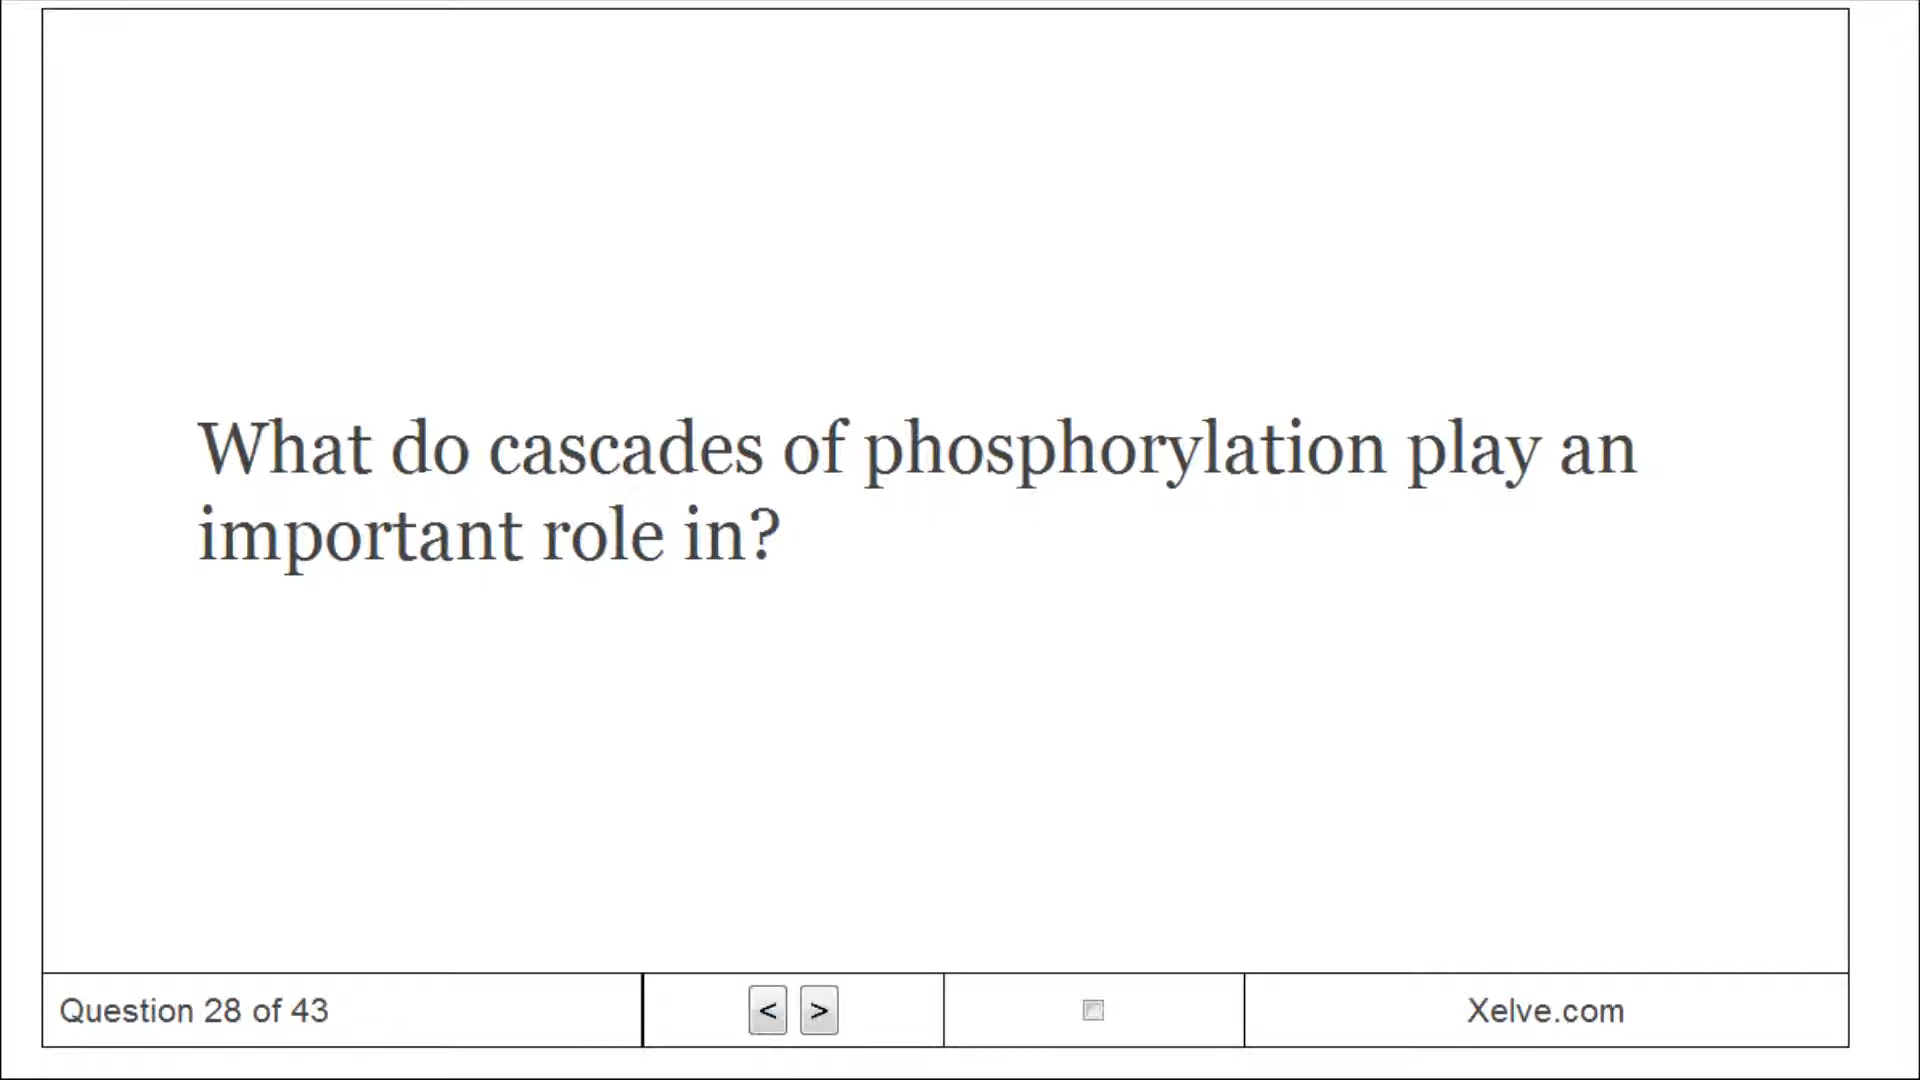 What do cascades of phosphorylation play an
important role in?
Question 28 of 43
<
>
Xelve.com